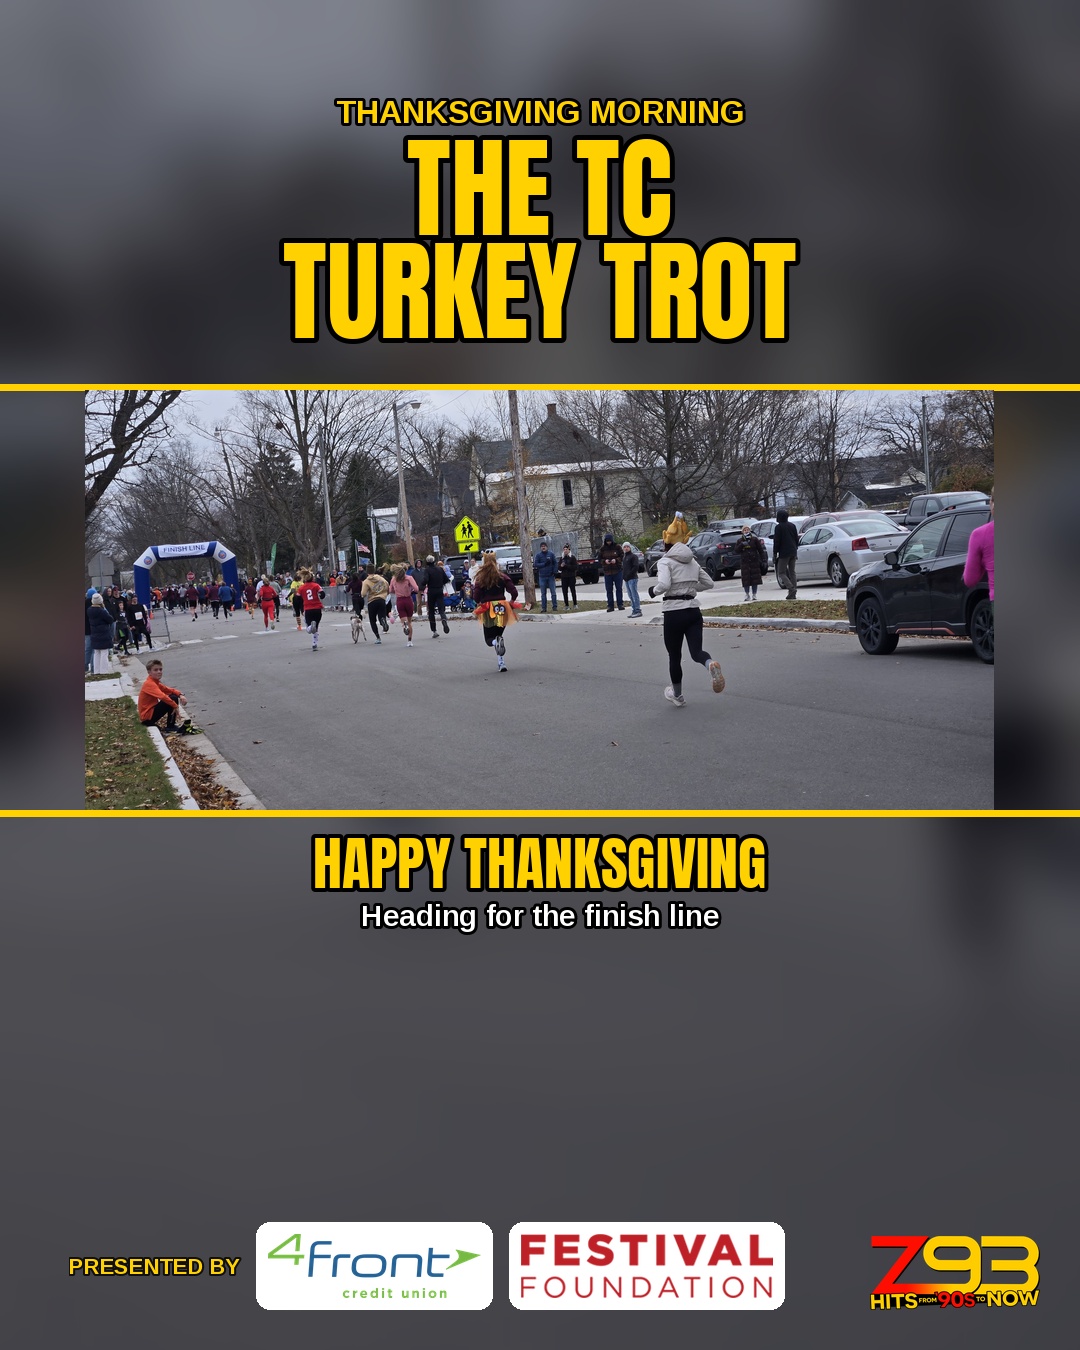 THANKSGIVING MORNING
THE TC
TURKEY TROT
FINISH LINE
2
HAPPY THANKSGIVING
Heading for the finish line
PRESENTED BY
4front
credit union
FESTIVAL
FOUNDATION
Z93
HITS FROM '90S TO NOW